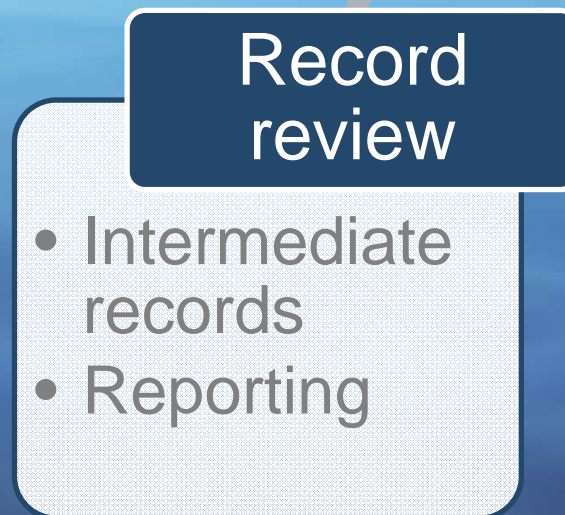 Record
review
• Intermediate
records
• Reporting